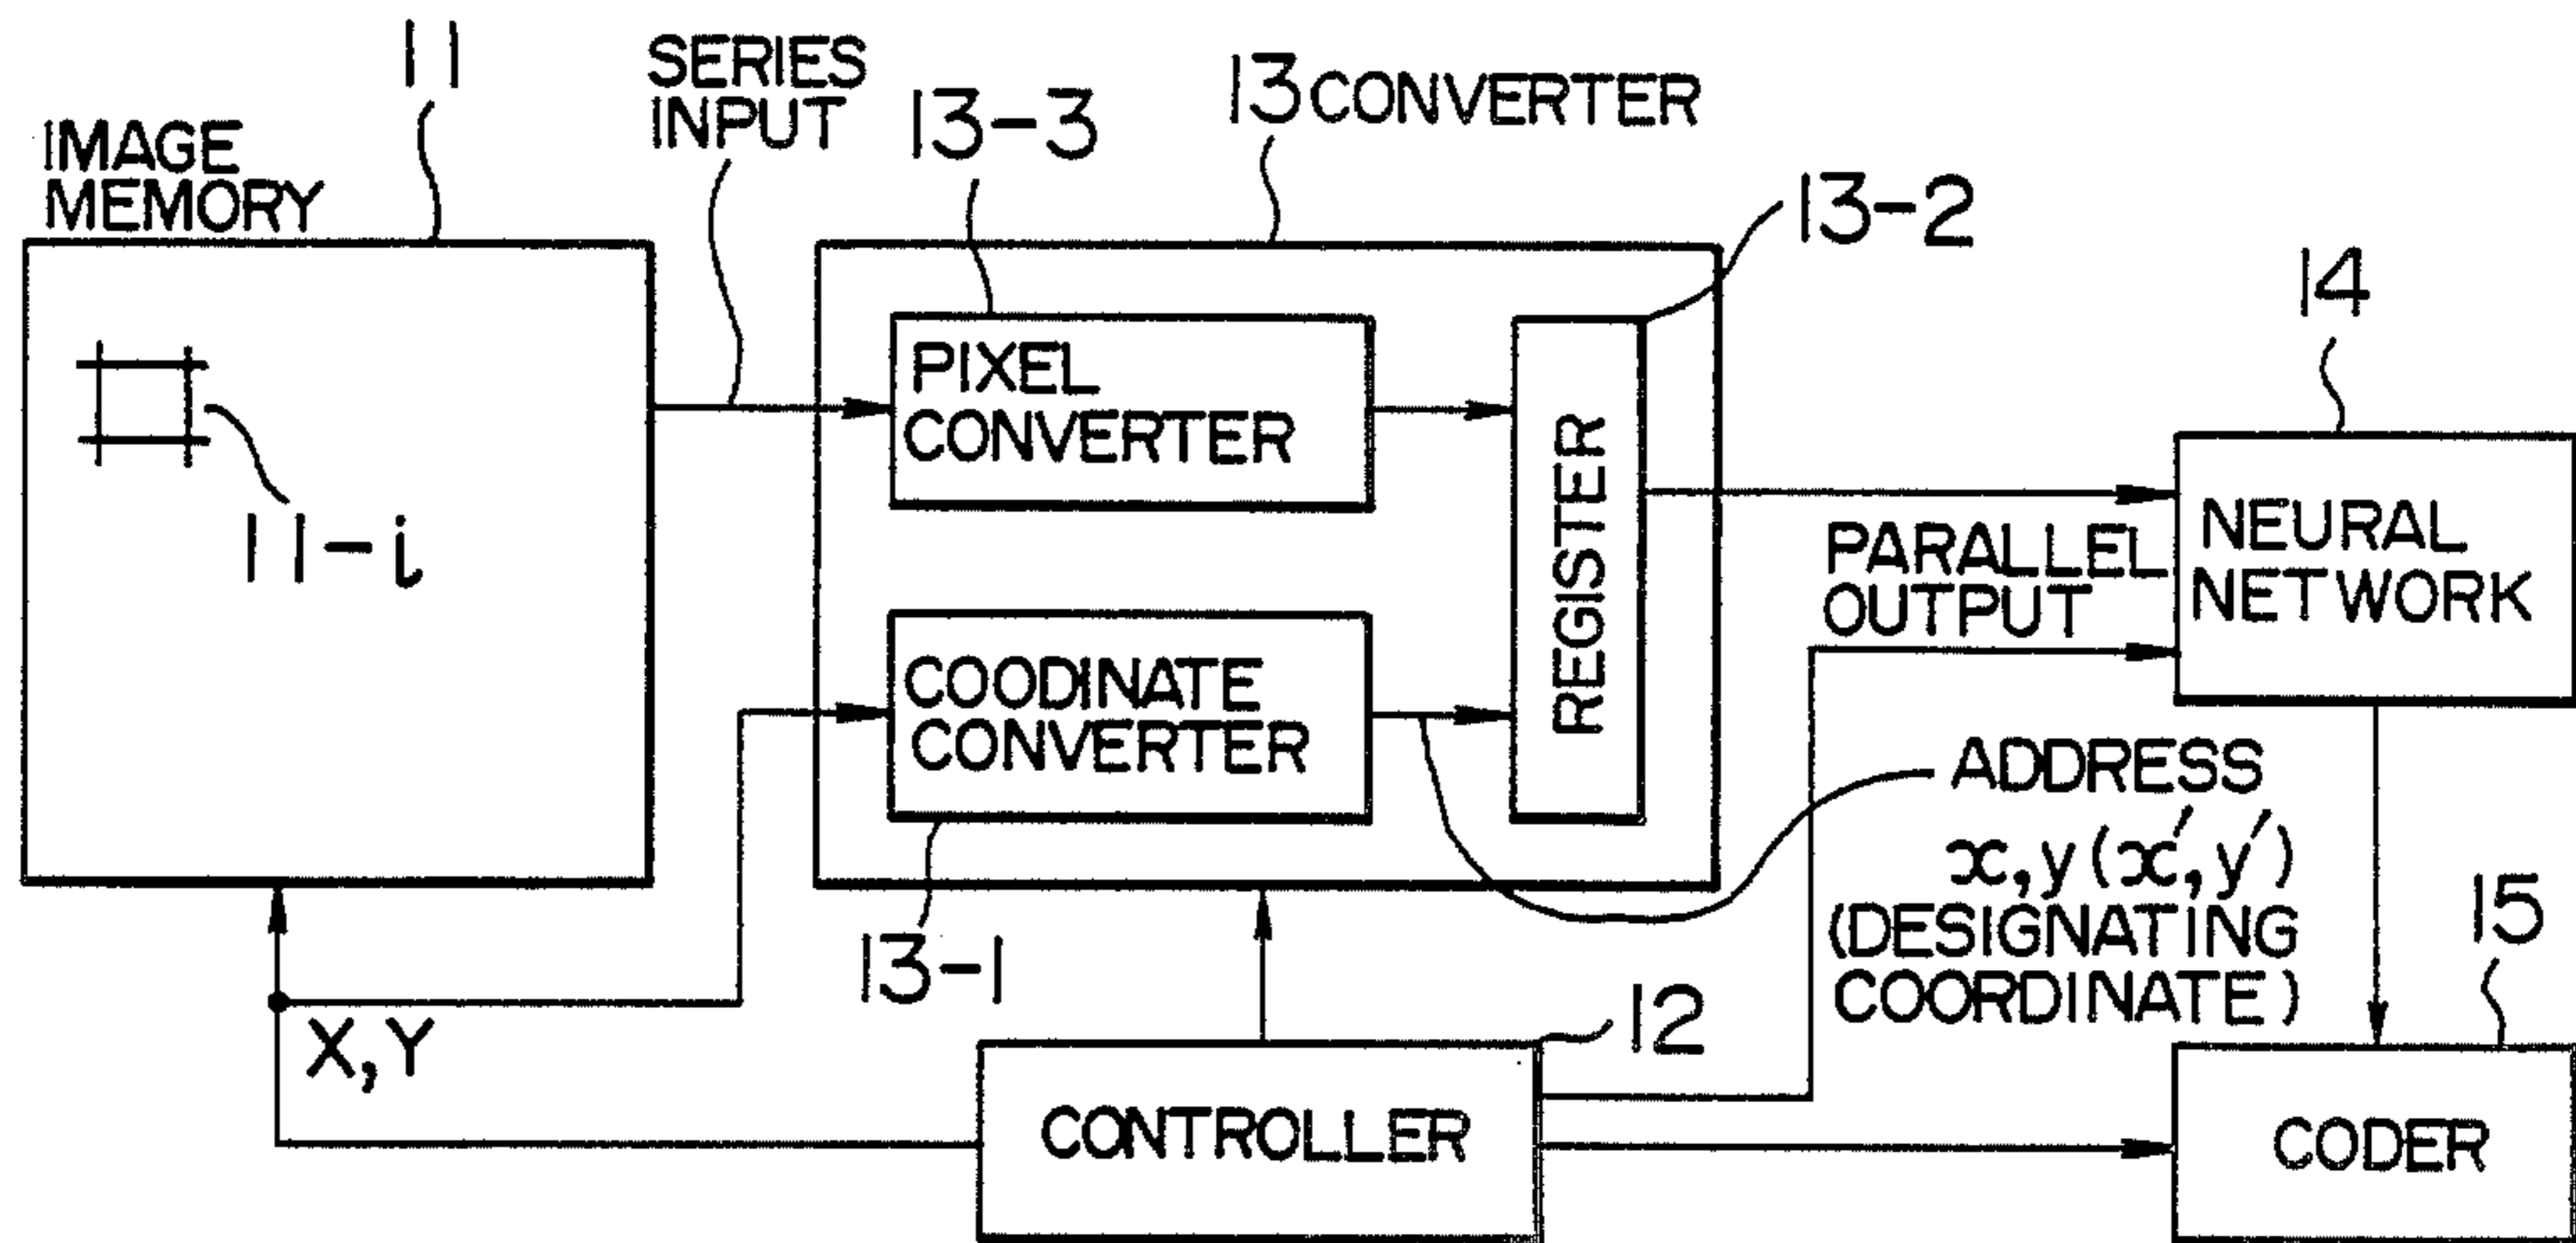 11
IMAGE
MEMORY
11-i
SERIES
INPUT
13-3
13 CONVERTER
13-2
PIXEL
CONVERTER
COODINATE
CONVERTER
REGISTER
13-1
14
NEURAL
NETWORK
PARALLEL
OUTPUT
ADDRESS
x, y (x′, y′)
(DESIGNATING
COORDINATE)
X, Y
12
CONTROLLER
15
CODER